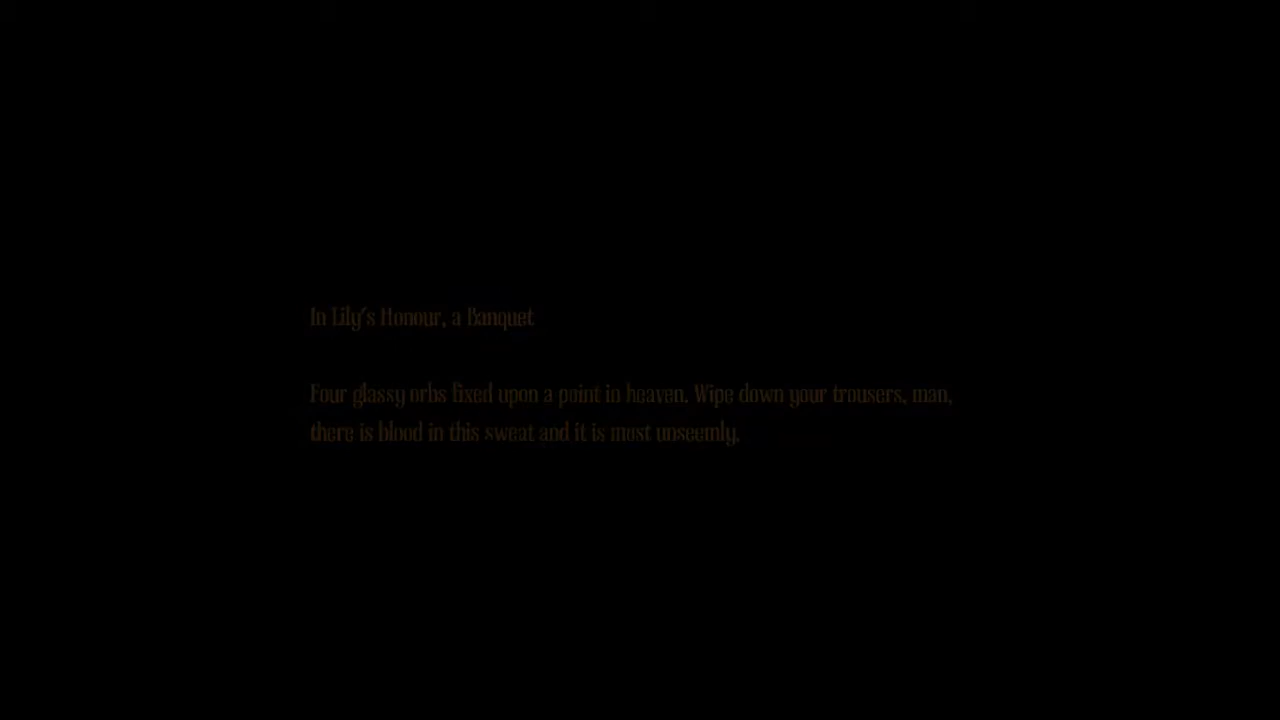 In Lily's Honour, a Banquet
Four glassy orbs fixed upon a point in heaven. Wipe down your trousers, man,
there is blood in this sweat and it is most unseemly.